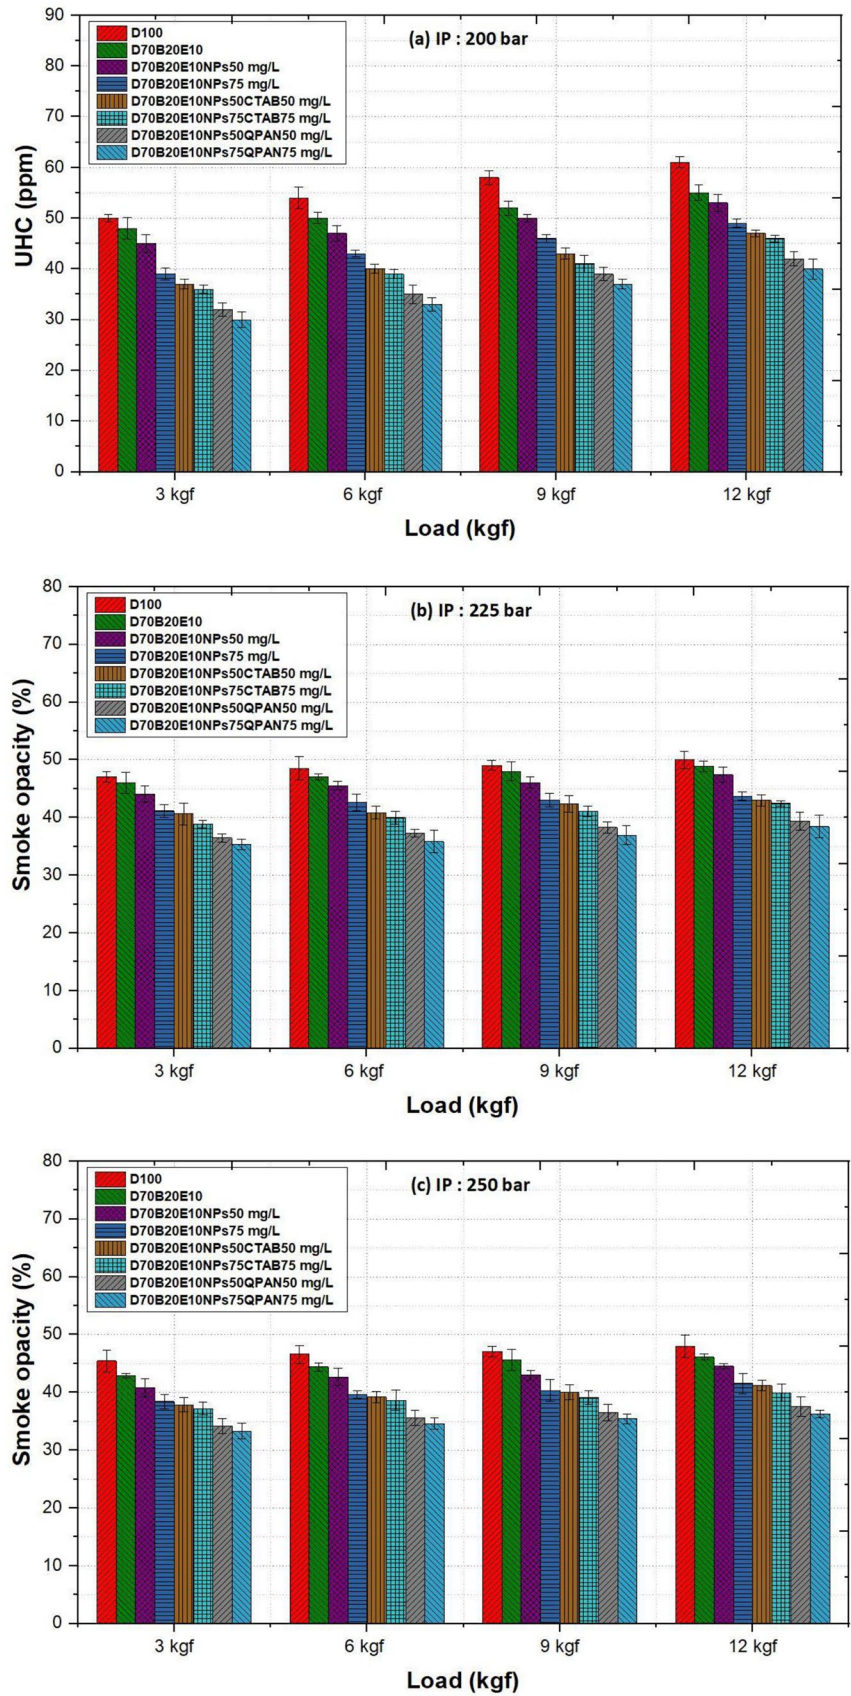 (a) IP : 200 bar
D100
D70B20E10
D70B20E10NPs50 mg/L
D70B20E10NPs75 mg/L
D70B20E10NPs50CTAB50 mg/L
D70B20E10NPs75CTAB75 mg/L
D70B20E10NPs50QPAN50 mg/L
D70B20E10NPs75QPAN75 mg/L
UHC (ppm)
90
80
70
60
50
40
30
20
10
0
3 kgf 6 kgf 9 kgf 12 kgf
Load (kgf)
(b) IP : 225 bar
D100
D70B20E10
D70B20E10NPs50 mg/L
D70B20E10NPs75 mg/L
D70B20E10NPs50CTAB50 mg/L
D70B20E10NPs75CTAB75 mg/L
D70B20E10NPs50QPAN50 mg/L
D70B20E10NPs75QPAN75 mg/L
Smoke opacity (%)
80
70
60
50
40
30
20
10
0
3 kgf 6 kgf 9 kgf 12 kgf
Load (kgf)
(c) IP : 250 bar
D100
D70B20E10
D70B20E10NPs50 mg/L
D70B20E10NPs75 mg/L
D70B20E10NPs50CTAB50 mg/L
D70B20E10NPs75CTAB75 mg/L
D70B20E10NPs50QPAN50 mg/L
D70B20E10NPs75QPAN75 mg/L
Smoke opacity (%)
80
70
60
50
40
30
20
10
0
3 kgf 6 kgf 9 kgf 12 kgf
Load (kgf)